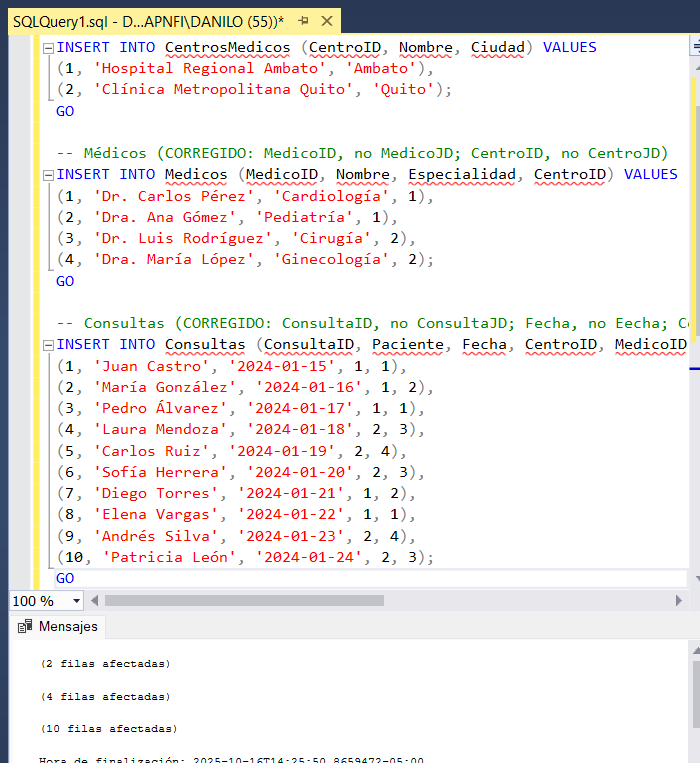 SQLQuery1.sql - D...APNFI\DANILO (55))*
INSERT INTO CentrosMedicos (CentroID, Nombre, Ciudad) VALUES
(1, 'Hospital Regional Ambato', 'Ambato'),
(2, 'Clínica Metropolitana Quito', 'Quito');
GO
-- Médicos (CORREGIDO: MedicoID, no MedicoJD; CentroID, no CentroJD)
INSERT INTO Medicos (MedicoID, Nombre, Especialidad, CentroID) VALUES
(1, 'Dr. Carlos Pérez', 'Cardiología', 1),
(2, 'Dra. Ana Gómez', 'Pediatría', 1),
(3, 'Dr. Luis Rodríguez', 'Cirugía', 2),
(4, 'Dra. María López', 'Ginecología', 2);
GO
-- Consultas (CORREGIDO: ConsultaID, no ConsultaJD; Fecha, no Eecha;
INSERT INTO Consultas (ConsultaID, Paciente, Fecha, CentroID, MedicoID
(1, 'Juan Castro', '2024-01-15', 1, 1),
(2, 'María González', '2024-01-16', 1, 2),
(3, 'Pedro Álvarez', '2024-01-17', 1, 1),
(4, 'Laura Mendoza', '2024-01-18', 2, 3),
(5, 'Carlos Ruiz', '2024-01-19', 2, 4),
(6, 'Sofía Herrera', '2024-01-20', 2, 3),
(7, 'Diego Torres', '2024-01-21', 1, 2),
(8, 'Elena Vargas', '2024-01-22', 1, 1),
(9, 'Andrés Silva', '2024-01-23', 2, 4),
(10, 'Patricia León', '2024-01-24', 2, 3);
GO
100 %
Mensajes
(2 filas afectadas)
(4 filas afectadas)
(10 filas afectadas)
Hora de finalización: 2025-10-16T14:25:50.8659472-05:00